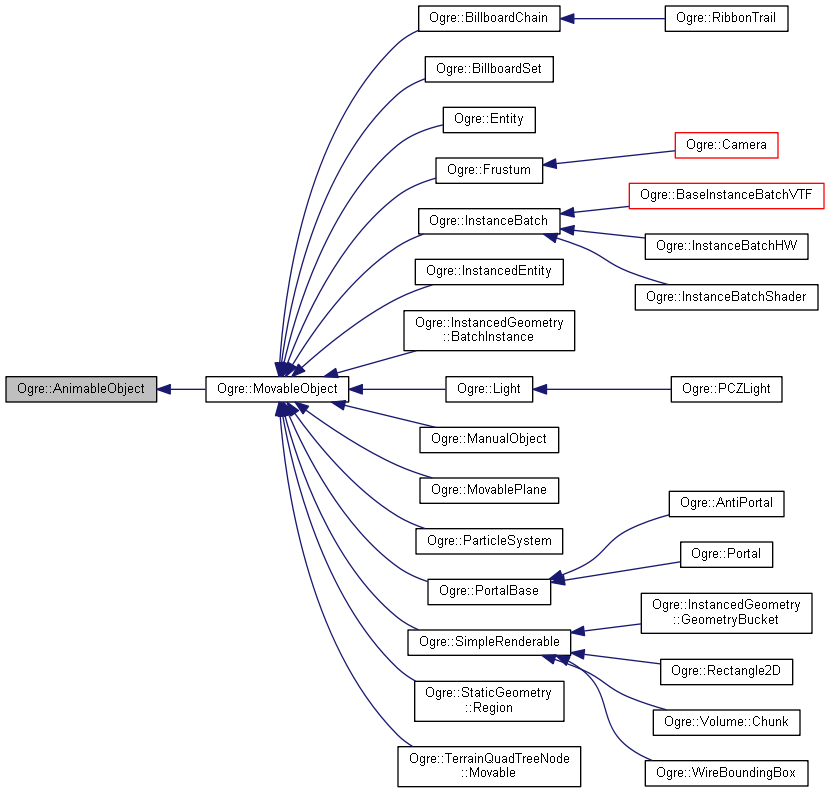 Ogre::BillboardChain
Ogre::RibbonTrail
Ogre::BillboardSet
Ogre::Entity
Ogre::Camera
Ogre::Frustum
Ogre::BaseInstanceBatchVTF
Ogre::InstanceBatch
Ogre::InstanceBatchHW
Ogre::InstancedEntity
Ogre::InstanceBatchShader
Ogre::InstancedGeometry
::BatchInstance
Ogre::AnimableObject
Ogre::MovableObject
Ogre::Light
Ogre::PCZLight
Ogre::ManualObject
Ogre::MovablePlane
Ogre::AntiPortal
Ogre::ParticleSystem
Ogre::Portal
Ogre::PortalBase
Ogre::InstancedGeometry
::GeometryBucket
Ogre::SimpleRenderable
Ogre::Rectangle2D
Ogre::StaticGeometry
::Region
Ogre::Volume::Chunk
Ogre::TerrainQuadTreeNode
::Movable
Ogre::WireBoundingBox